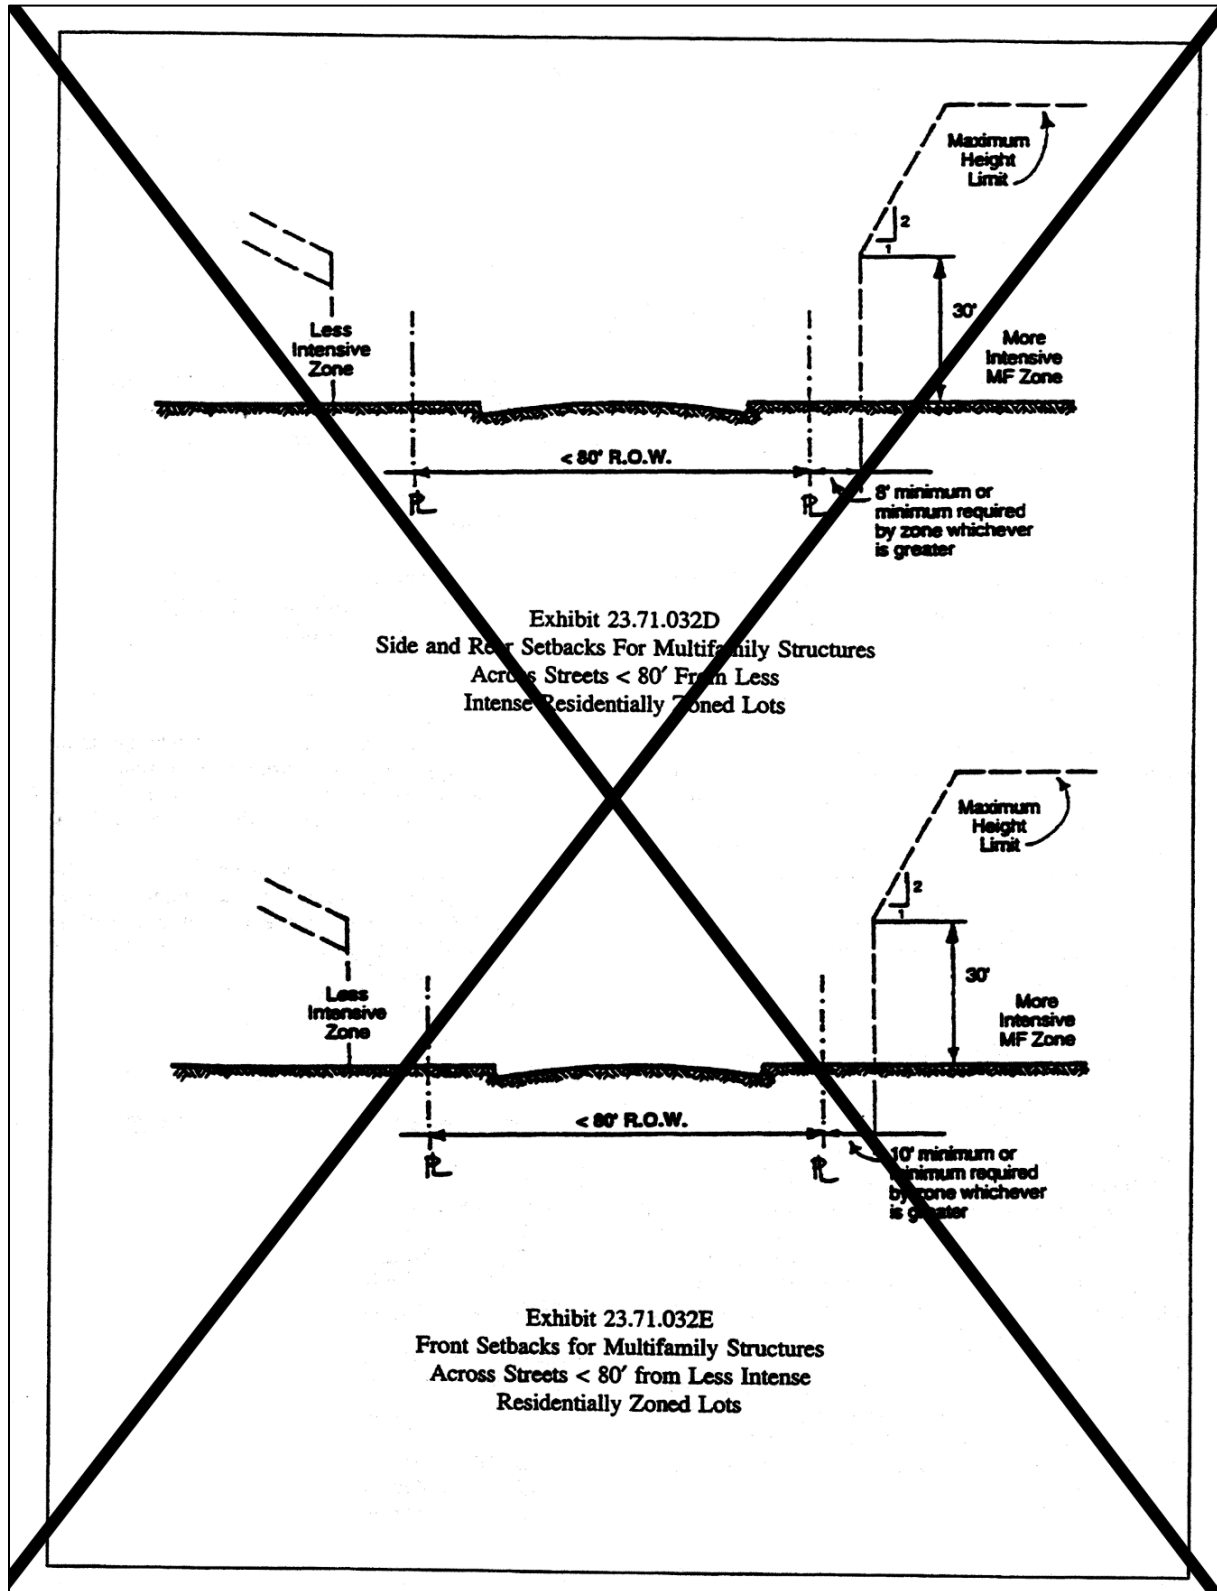 Maximum
Height
Limit
2
1
30'
Less
Intensive
Zone
More
Intensive
MF Zone
< 80' R.O.W.
PL
PL
8' minimum or
minimum required
by zone whichever
is greater
Exhibit 23.71.032D
Side and Rear Setbacks For Multifamily Structures
Across Streets < 80' From Less
Intense Residentially Zoned Lots
Maximum
Height
Limit
2
1
30'
Less
Intensive
Zone
More
Intensive
MF Zone
< 80' R.O.W.
PL
PL
10' minimum or
minimum required
by zone whichever
is greater
Exhibit 23.71.032E
Front Setbacks for Multifamily Structures
Across Streets < 80' from Less Intense
Residentially Zoned Lots